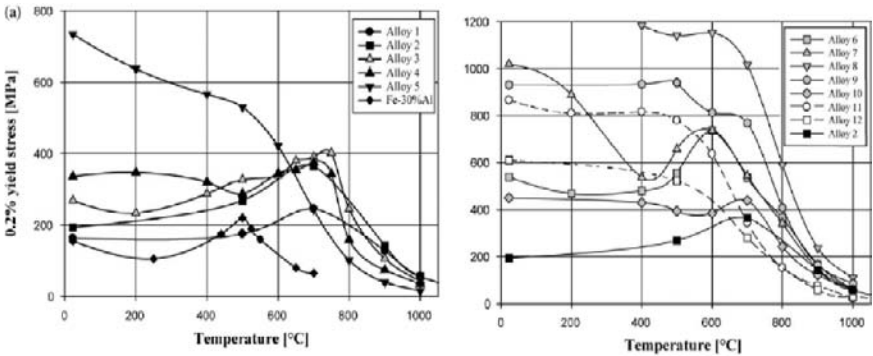 (a)
800
600
400
200
0
0 200 400 600 800 1000
Temperature [°C]
0.2% yield stress [MPa]
Alloy 1
Alloy 2
Alloy 3
Alloy 4
Alloy 5
Fe-30%Al
1200
1000
800
600
400
200
0
0 200 400 600 800 1000
Temperature [°C]
Alloy 6
Alloy 7
Alloy 8
Alloy 9
Alloy 10
Alloy 11
Alloy 12
Alloy 2